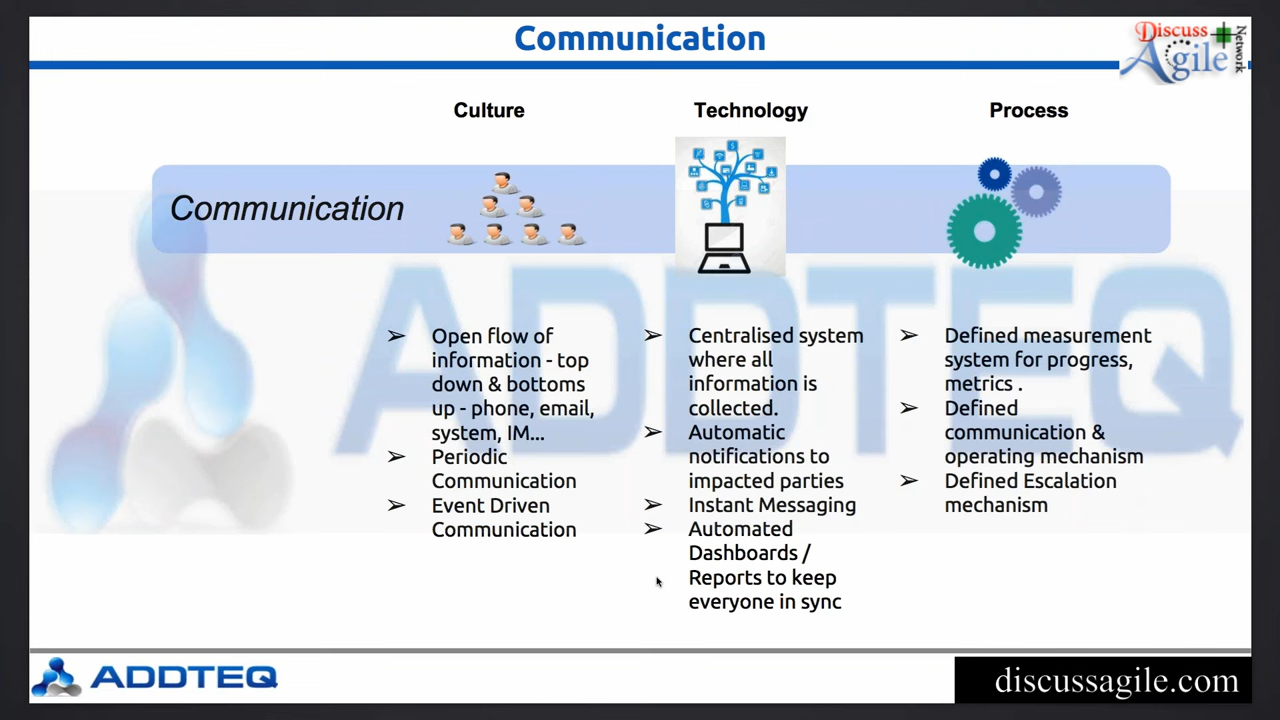 Communication
Discuss
Agile
Network
Culture
Technology
Process
Communication
ADDTEQ
➢ Open flow of
information - top
down & bottoms
up - phone, email,
system, IM...
➢ Periodic
Communication
➢ Event Driven
Communication
➢ Centralised system
where all
information is
collected.
➢ Automatic
notifications to
impacted parties
➢ Instant Messaging
➢ Automated
Dashboards /
Reports to keep
everyone in sync
➢ Defined measurement
system for progress,
metrics .
➢ Defined
communication &
operating mechanism
➢ Defined Escalation
mechanism
ADDTEQ
discussagile.com